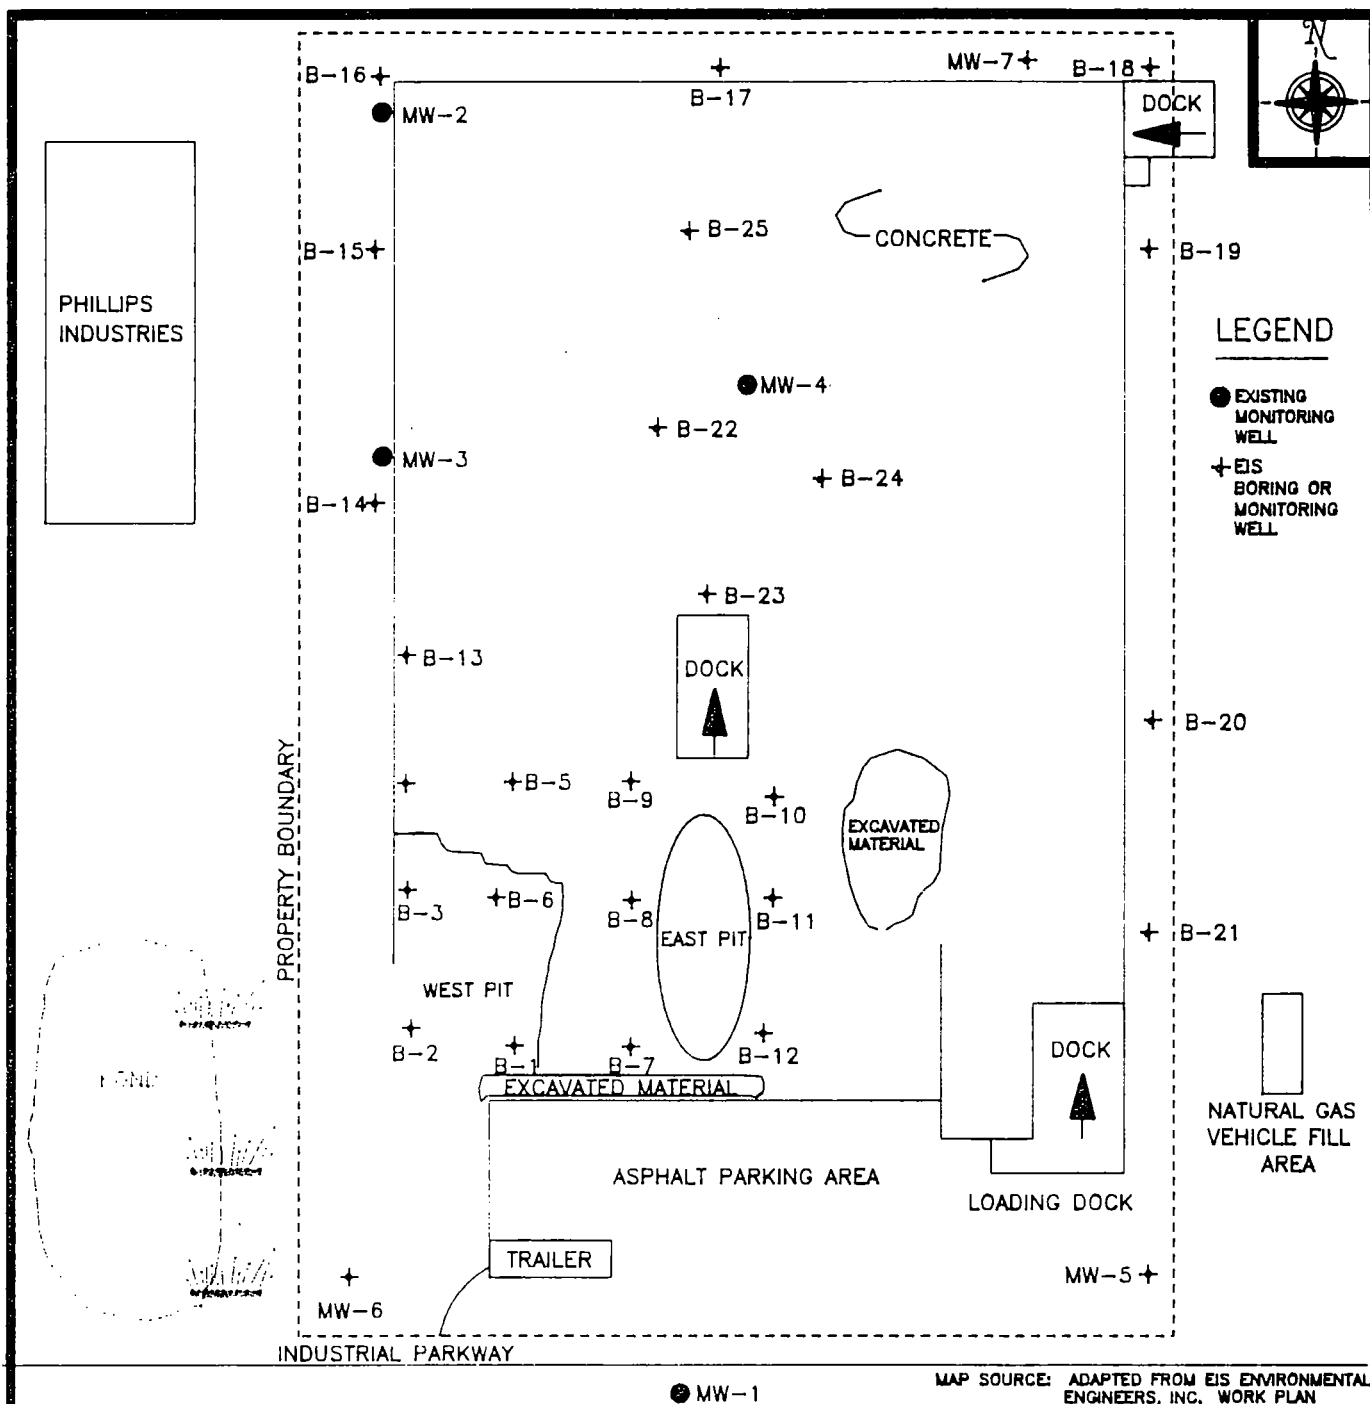 N
MW-7
B-16
B-18
B-17
DOCK
MW-2
B-25
CONCRETE
B-15
B-19
PHILLIPS
INDUSTRIES
LEGEND
MW-4
EXISTING
MONITORING
WELL
B-22
MW-3
B-24
EIS
BORING OR
MONITORING
WELL
B-14
B-23
B-13
DOCK
B-20
PROPERTY BOUNDARY
B-5
B-9
B-10
EXCAVATED
MATERIAL
B-3
B-6
B-8
B-11
EAST PIT
B-21
WEST PIT
B-2
B-1
B-7
B-12
DOCK
POND
EXCAVATED MATERIAL
NATURAL GAS
VEHICLE FILL
AREA
ASPHALT PARKING AREA
LOADING DOCK
TRAILER
MW-5
MW-6
INDUSTRIAL PARKWAY
MAP SOURCE: ADAPTED FROM EIS ENVIRONMENTAL
ENGINEERS, INC. WORK PLAN
MW-1